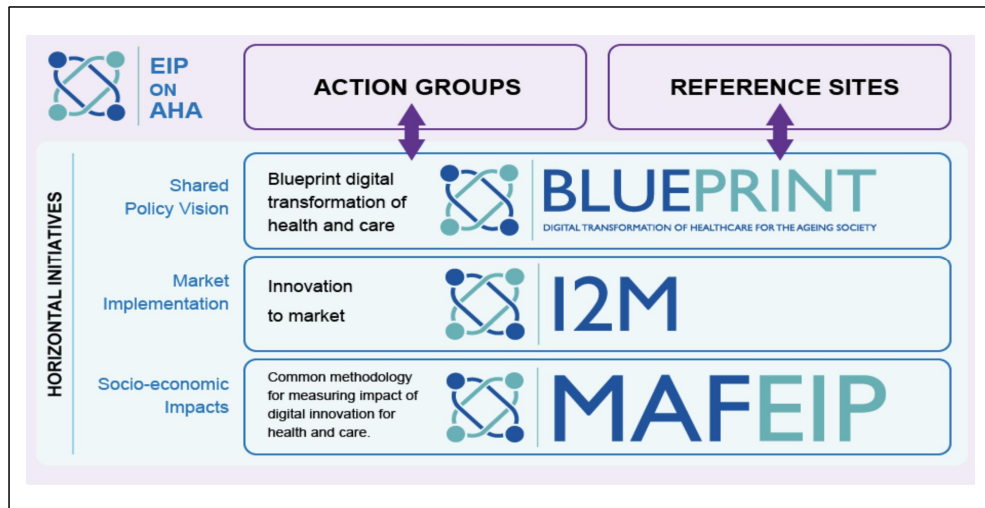 EIP
ON
AHA
ACTION GROUPS
REFERENCE SITES
HORIZONTAL INITIATIVES
Shared
Policy Vision
Blueprint digital
transformation of
health and care
BLUEPRINT
DIGITAL TRANSFORMATION OF HEALTHCARE FOR THE AGEING SOCIETY
Market
Implementation
Innovation
to market
I2M
Socio-economic
Impacts
Common methodology
for measuring impact of
digital innovation for
health and care.
MAFEIP